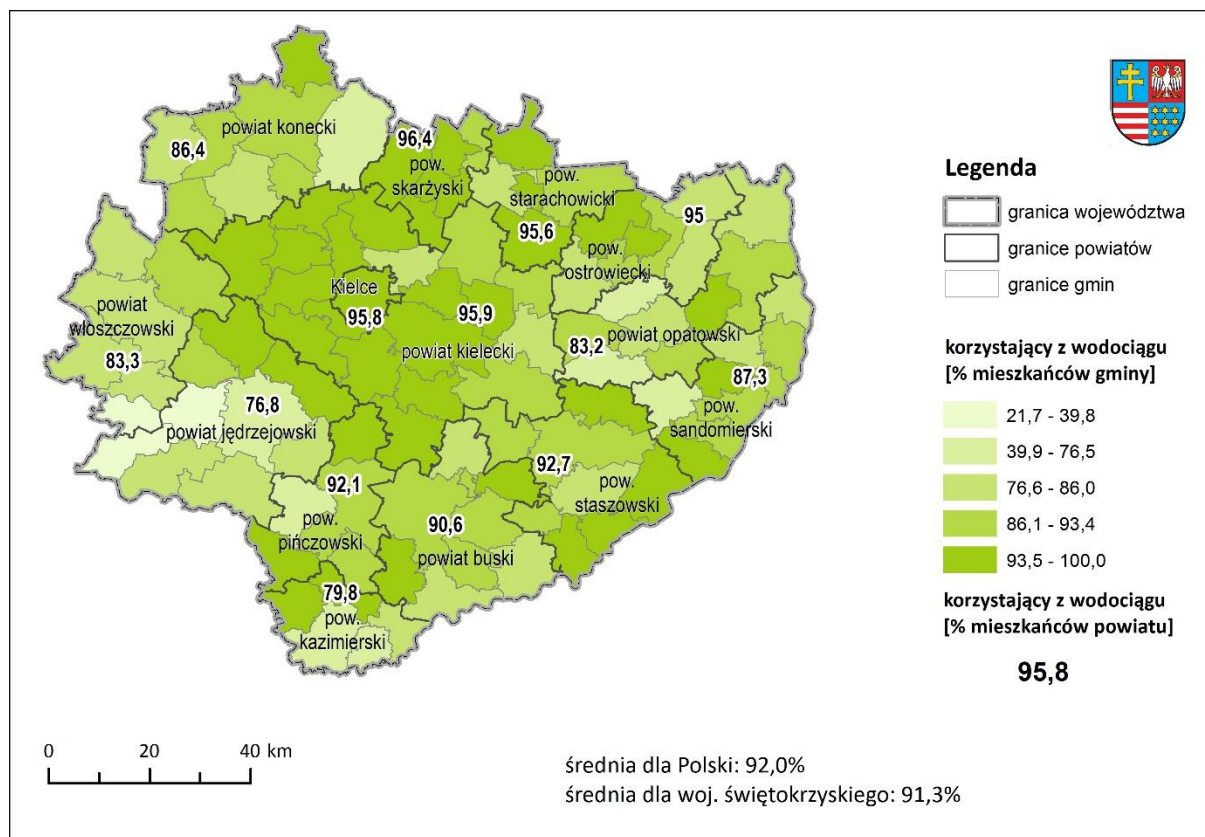 powiat konecki
86,4
96,4
pow.
skarżyski
pow.
starachowicki
95,6
95
pow.
ostrowiecki
Kielce
95,8
95,9
powiat kielecki
powiat
włoszczowski
83,3
83,2
powiat opatowski
87,3
pow.
sandomierski
76,8
powiat jędrzejowski
92,1
pow.
pińczowski
92,7
pow.
staszowski
90,6
powiat buski
79,8
pow.
kazimierski
Legenda
granica województwa
granice powiatów
granice gmin
korzystający z wodociągu
[% mieszkańców gminy]
21,7 - 39,8
39,9 - 76,5
76,6 - 86,0
86,1 - 93,4
93,5 - 100,0
korzystający z wodociągu
[% mieszkańców powiatu]
95,8
0 20 40 km
średnia dla Polski: 92,0%
średnia dla woj. świętokrzyskiego: 91,3%